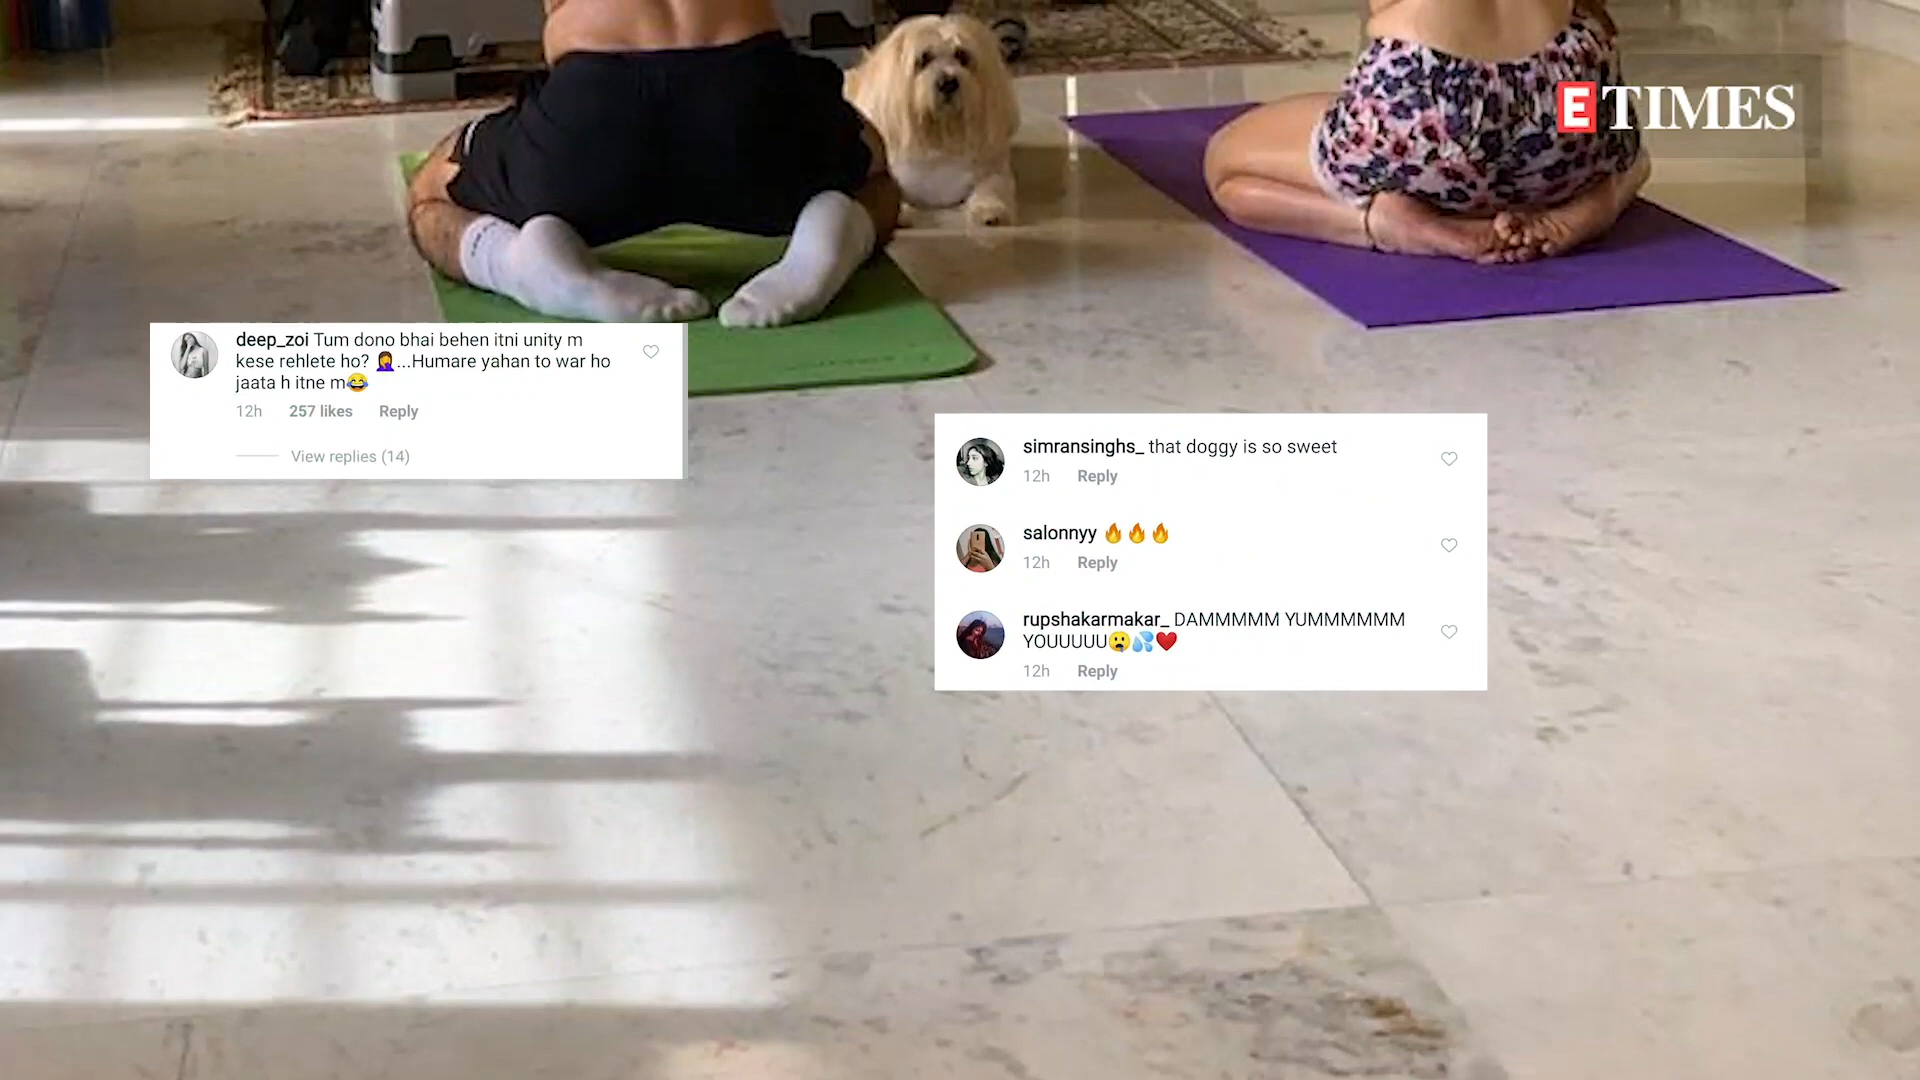 E TIMES
deep_zoi Tum dono bhai behen itni unity m
kese rehlete ho? 🤦‍♀️...Humare yahan to war ho
jaata h itne m😂
12h 257 likes Reply
View replies (14)
simransinghs_ that doggy is so sweet
12h Reply
salonnyy 🔥🔥🔥
12h Reply
rupshakarmakar_ DAMMMMM YUMMMMMM
YOUUUUU🤤💦❤️
12h Reply